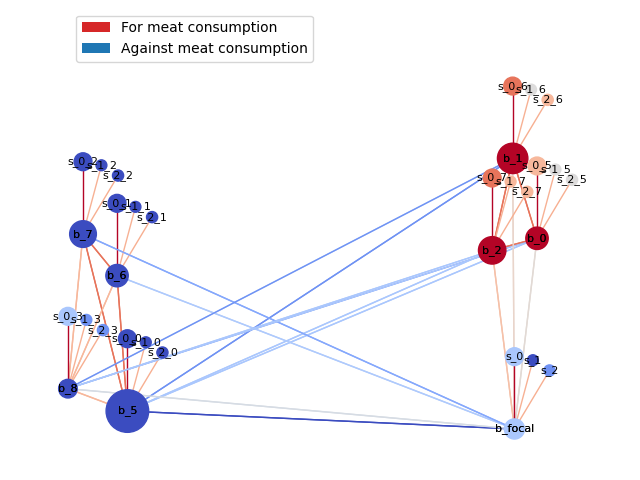 For meat consumption
Against meat consumption
s_0_6
s_1_6
s_2_6
b_1
s_0_2
s_1_2
s_2_2
s_0_5
s_1_5
s_2_5
s_0_7
s_1_7
s_2_7
s_0_1
s_1_1
s_2_1
b_7
b_0
b_2
b_6
s_0_3
s_1_3
s_2_3
s_0_0
s_1_0
s_2_0
s_0
s_1
s_2
b_8
b_5
b_focal